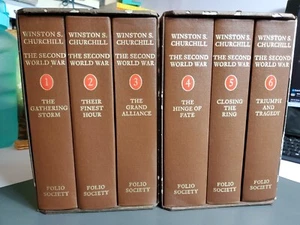 WINSTON S.
CHURCHILL
THE SECOND
WORLD WAR
1
THE
GATHERING
STORM
FOLIO
SOCIETY
WINSTON S.
CHURCHILL
THE SECOND
WORLD WAR
2
THEIR
FINEST
HOUR
FOLIO
SOCIETY
WINSTON S.
CHURCHILL
THE SECOND
WORLD WAR
3
THE
GRAND
ALLIANCE
FOLIO
SOCIETY
WINSTON S.
CHURCHILL
THE SECOND
WORLD WAR
4
THE
HINGE OF
FATE
FOLIO
SOCIETY
WINSTON S.
CHURCHILL
THE SECOND
WORLD WAR
5
CLOSING
THE
RING
FOLIO
SOCIETY
WINSTON S.
CHURCHILL
THE SECOND
WORLD WAR
6
TRIUMPH
AND
TRAGEDY
FOLIO
SOCIETY